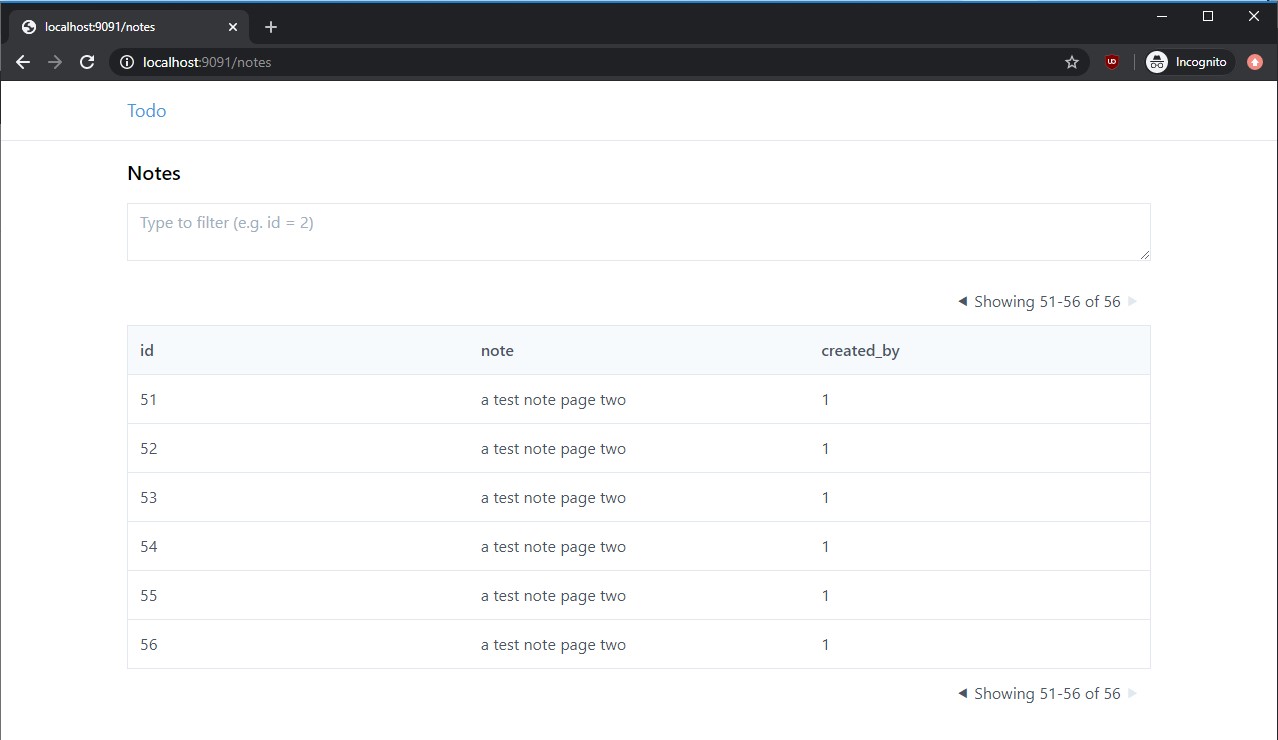 localhost:9091/notes
localhost:9091/notes
UD
Incognito
Todo
Notes
Type to filter (e.g. id = 2)
◀ Showing 51-56 of 56 ▶
id note created_by
51 a test note page two 1
52 a test note page two 1
53 a test note page two 1
54 a test note page two 1
55 a test note page two 1
56 a test note page two 1
◀ Showing 51-56 of 56 ▶